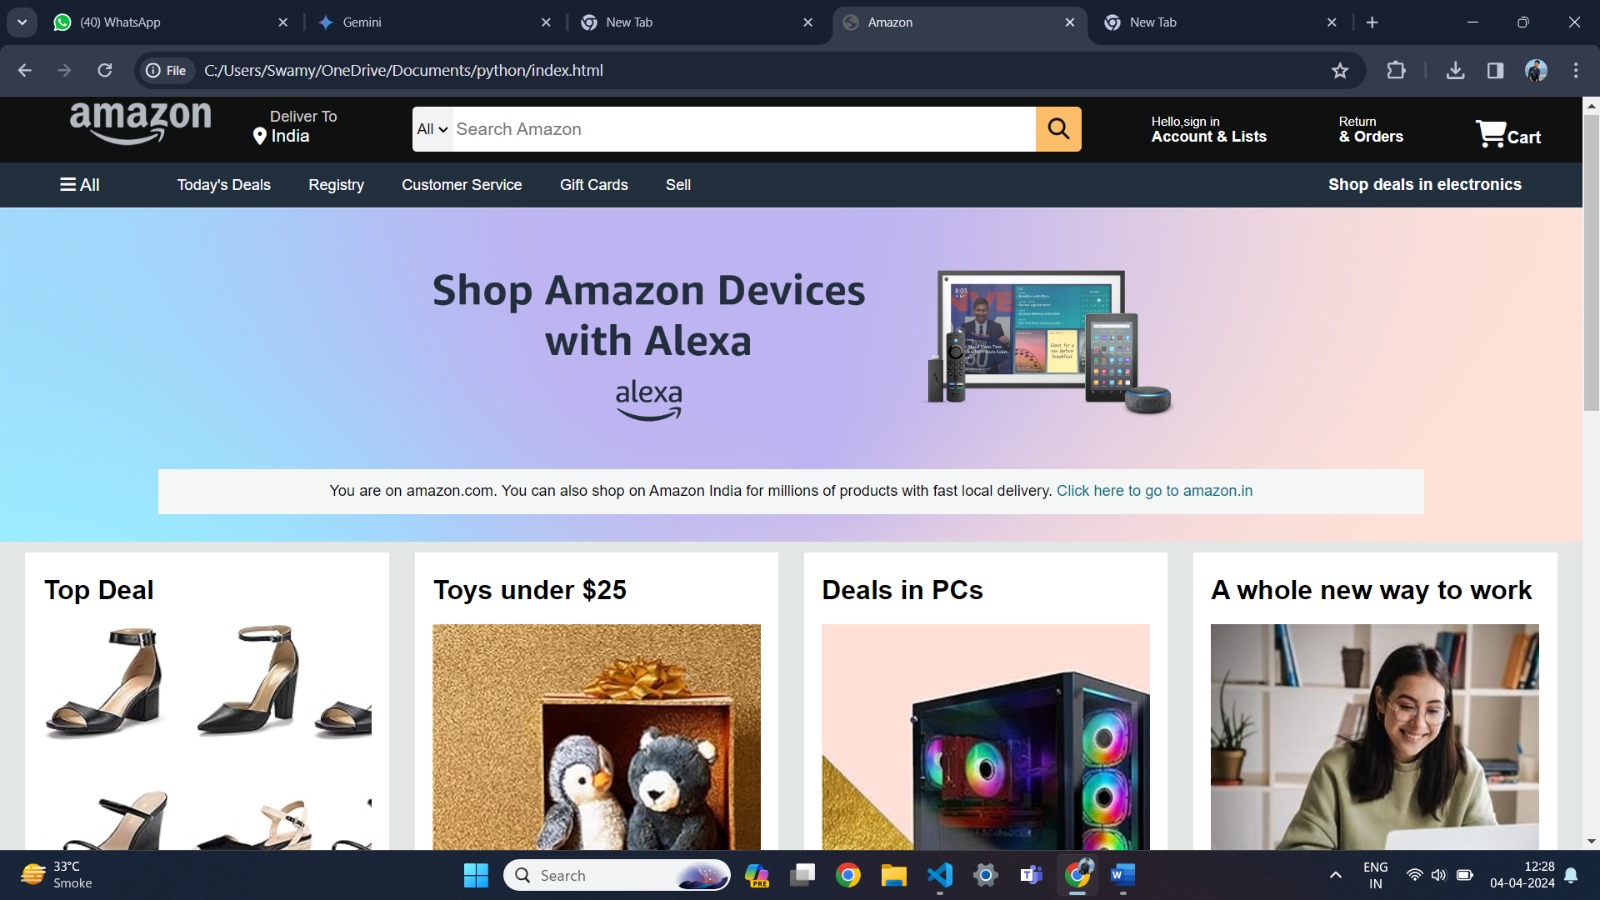 (40) WhatsApp
Gemini
New Tab
Amazon
New Tab
File
C:/Users/Swamy/OneDrive/Documents/python/index.html
amazon
Deliver To
India
All
Search Amazon
Hello,sign in
Account & Lists
Return
& Orders
Cart
All
Today's Deals
Registry
Customer Service
Gift Cards
Sell
Shop deals in electronics
Shop Amazon Devices
with Alexa
alexa
8:03
You are on amazon.com. You can also shop on Amazon India for millions of products with fast local delivery. Click here to go to amazon.in
Top Deal
Toys under $25
Deals in PCs
A whole new way to work
33°C
Smoke
Search
PRE
ENG
IN
12:28
04-04-2024